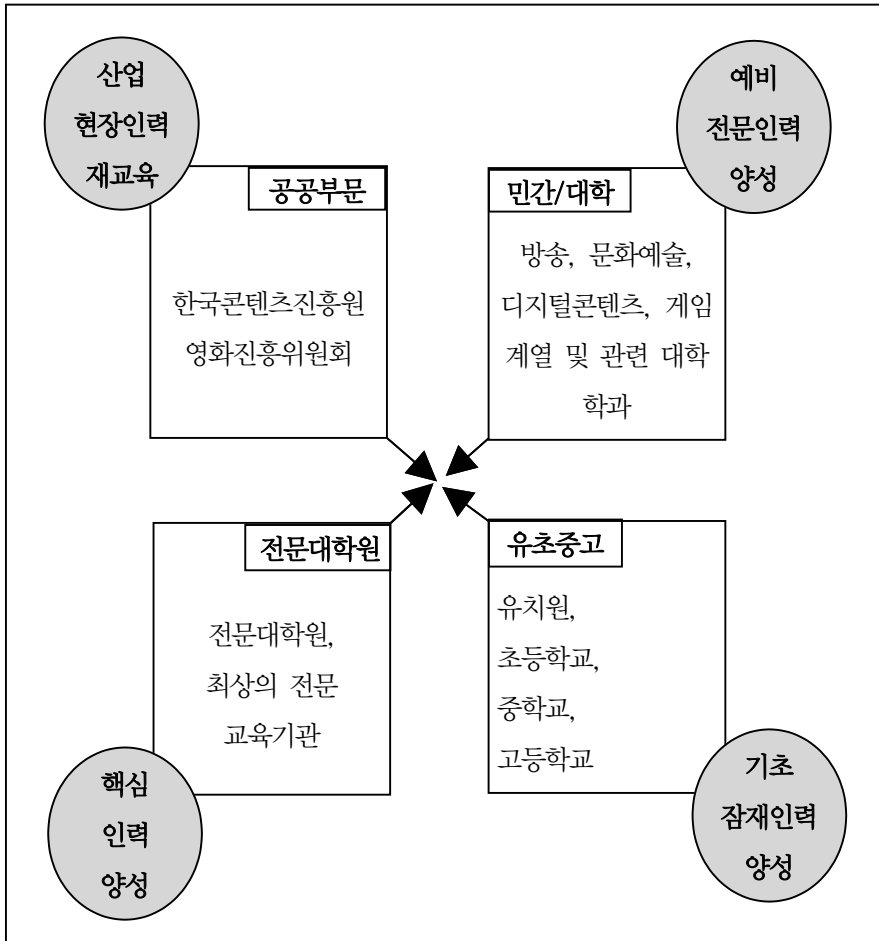 산업
현장인력
재교육
공공부문
한국콘텐츠진흥원
영화진흥위원회
예비
전문인력
양성
민간/대학
방송, 문화예술,
디지털콘텐츠, 게임
계열 및 관련 대학
학과
전문대학원
전문대학원,
최상의 전문
교육기관
핵심
인력
양성
유초중고
유치원,
초등학교,
중학교,
고등학교
기초
잠재인력
양성